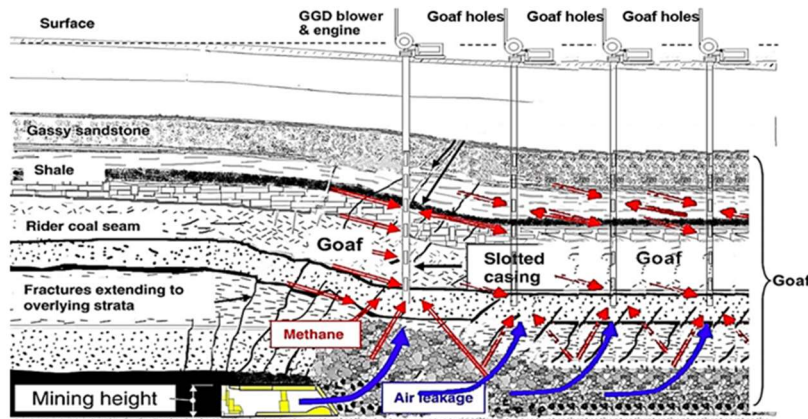 GGD blower
& engine
Goaf holes
Goaf holes
Goaf holes
Surface
Gassy sandstone
Shale
Rider coal seam
Goaf
Slotted
casing
Goaf
Goaf
Fractures extending to
overlying strata
Methane
Mining height
Air leakage